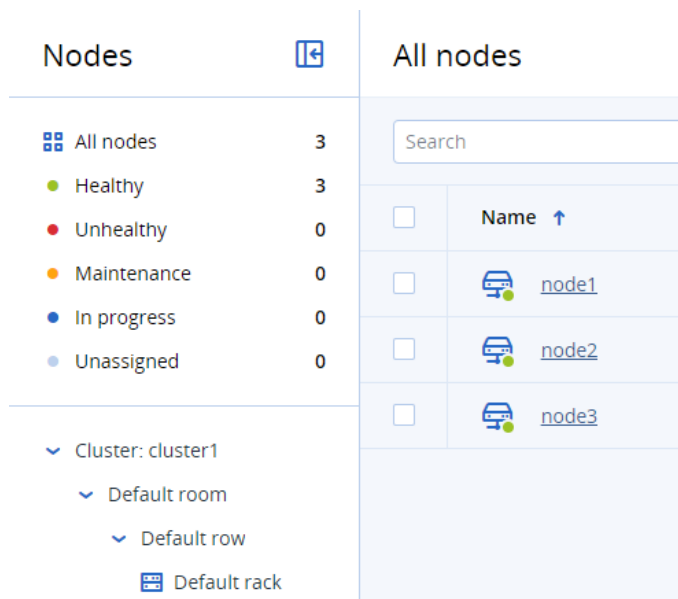 Nodes
All nodes 3
Healthy 3
Unhealthy 0
Maintenance 0
In progress 0
Unassigned 0
Cluster: cluster1
Default room
Default row
Default rack
All nodes
Search
Name
node1
node2
node3